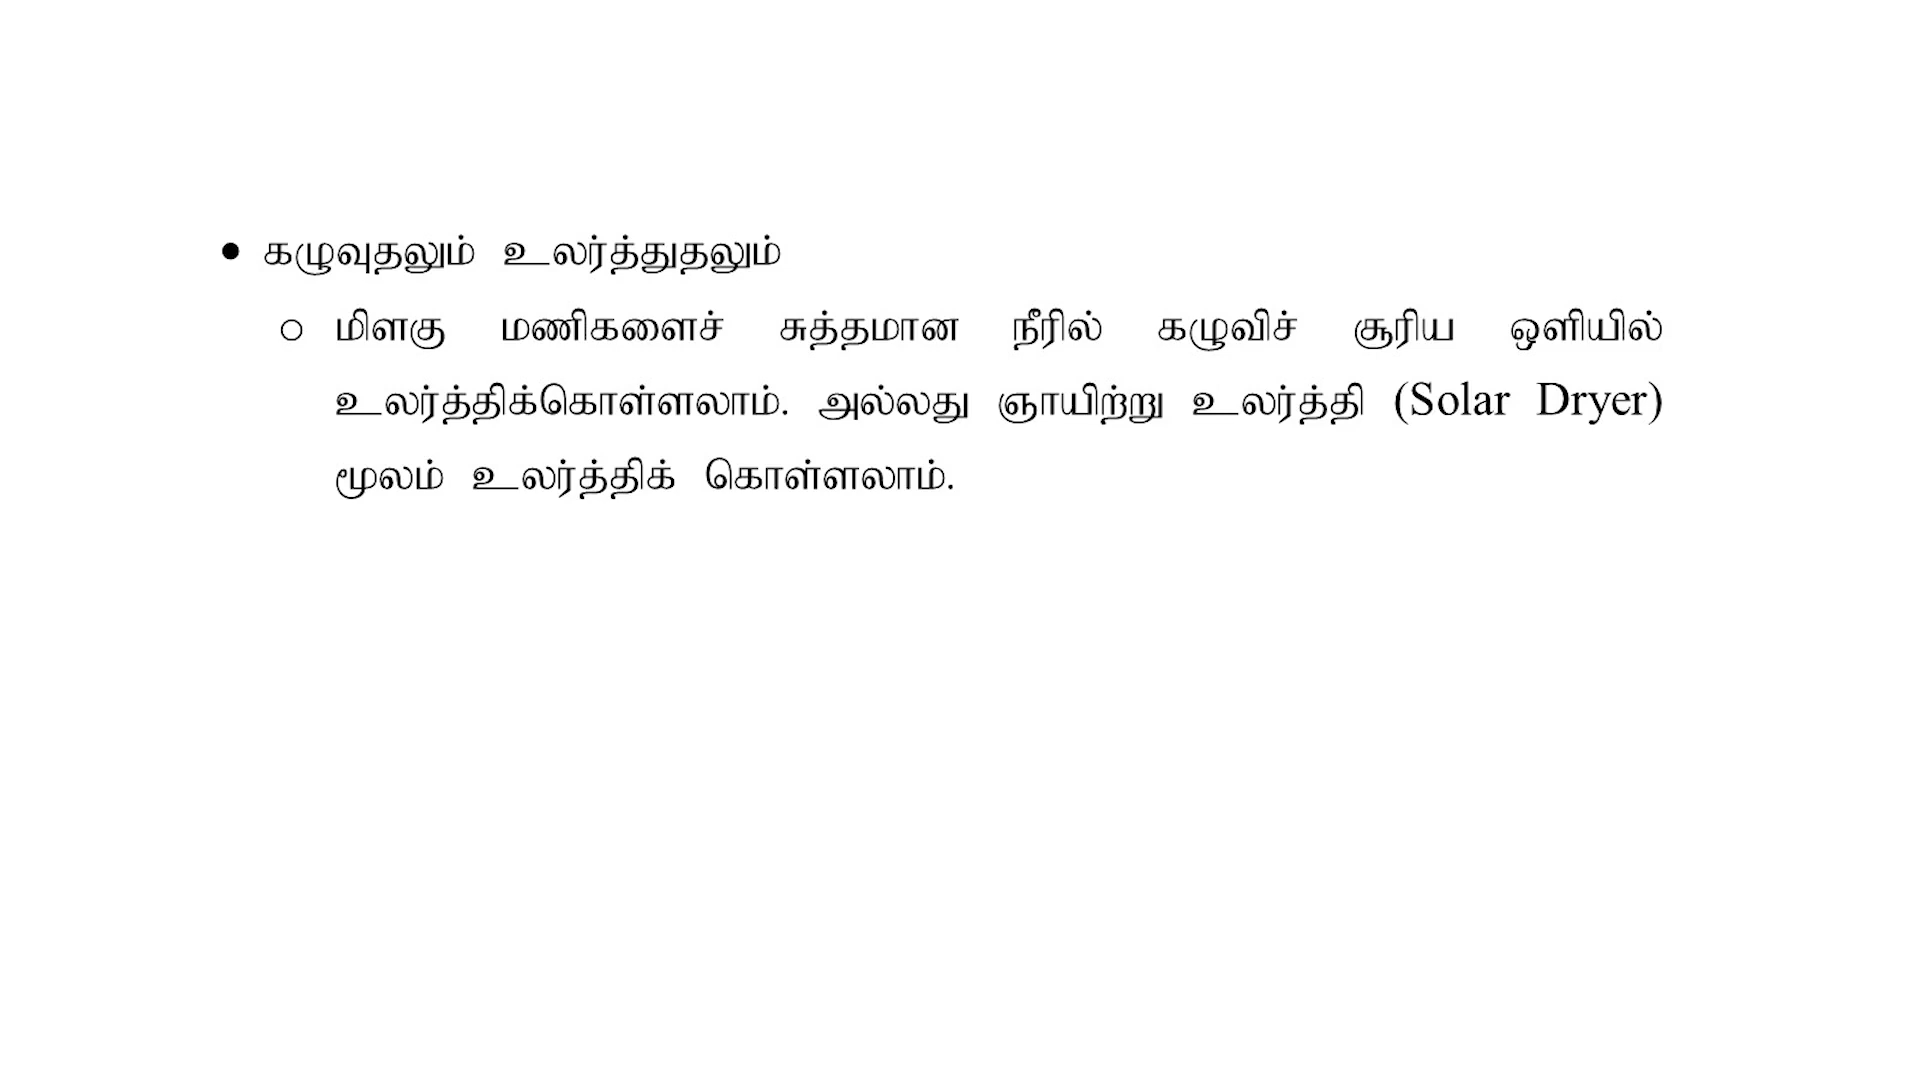 • கழுவுதலும் உலர்த்துதலும்
o மிளகு மணிகளைச் சுத்தமான நீரில் கழுவிச் சூரிய ஒளியில்
உலர்த்திக்கொள்ளலாம். அல்லது ஞாயிற்று உலர்த்தி (Solar Dryer)
மூலம் உலர்த்திக் கொள்ளலாம்.